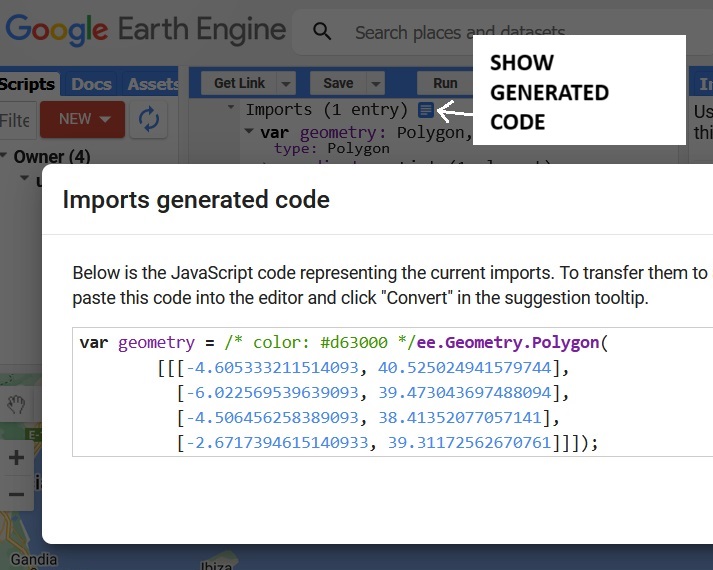 Google Earth Engine
Search places and datasets
SHOW
GENERATED
CODE
Scripts Docs Assets
Get Link Save Run
Filte NEW
Imports (1 entry)
var geometry: Polygon,
type: Polygon
Owner (4)
Imports generated code
Below is the JavaScript code representing the current imports. To transfer them to
paste this code into the editor and click "Convert" in the suggestion tooltip.
var geometry = /* color: #d63000 */ee.Geometry.Polygon(
[[[-4.605333211514093, 40.525024941579744],
[-6.022569539639093, 39.473043697488094],
[-4.506456258389093, 38.41352077057141],
[-2.6717394615140933, 39.31172562670761]]]);
Gandia
Ibiza